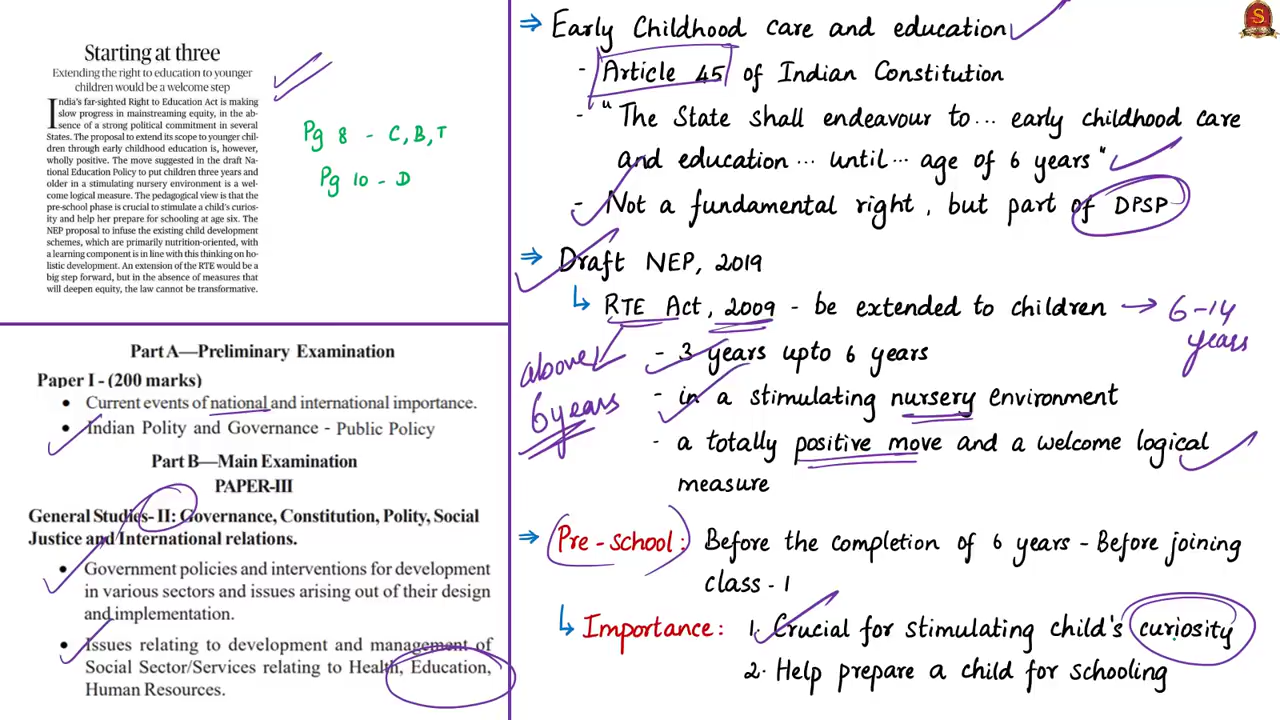 Starting at three
Extending the right to education to younger
children would be a welcome step
India's far-sighted Right to Education Act is making
slow progress in mainstreaming equity, in the ab-
sence of a strong political commitment in several
States. The proposal to extend its scope to younger chil-
dren through early childhood education is, however,
wholly positive. The move suggested in the draft Na-
tional Education Policy to put children three years and
older in a stimulating nursery environment is a wel-
come logical measure. The pedagogical view is that the
pre-school phase is crucial to stimulate a child's curios-
ity and help her prepare for schooling at age six. The
NEP proposal to infuse the existing child development
schemes, which are primarily nutrition-oriented, with
a learning component is in line with this thinking on ho-
listic development. An extension of the RTE would be a
big step forward, but in the absence of measures that
will deepen equity, the law cannot be transformative.
Pg 8 - C, B, T
Pg 10 - D
Part A—Preliminary Examination
Paper I - (200 marks)
• Current events of national and international importance.
• Indian Polity and Governance - Public Policy
Part B—Main Examination
PAPER-III
General Studies- II: Governance, Constitution, Polity, Social
Justice and International relations.
• Government policies and interventions for development
in various sectors and issues arising out of their design
and implementation.
• Issues relating to development and management of
Social Sector/Services relating to Health, Education,
Human Resources.
⇒ Early Childhood care and education
- Article 45 of Indian Constitution
- "The State shall endeavour to... early childhood care
and education ... until ... age of 6 years"
- Not a fundamental right, but part of DPSP
⇒ Draft NEP, 2019
↳ RTE Act, 2009 - be extended to children → 6-14
years
above
6 years
- 3 years upto 6 years
- in a stimulating nursery environment
- a totally positive move and a welcome logical
measure
⇒ Pre-school: Before the completion of 6 years - Before joining
class - 1
↳ Importance: 1. Crucial for stimulating child's curiosity
2. Help prepare a child for schooling
S